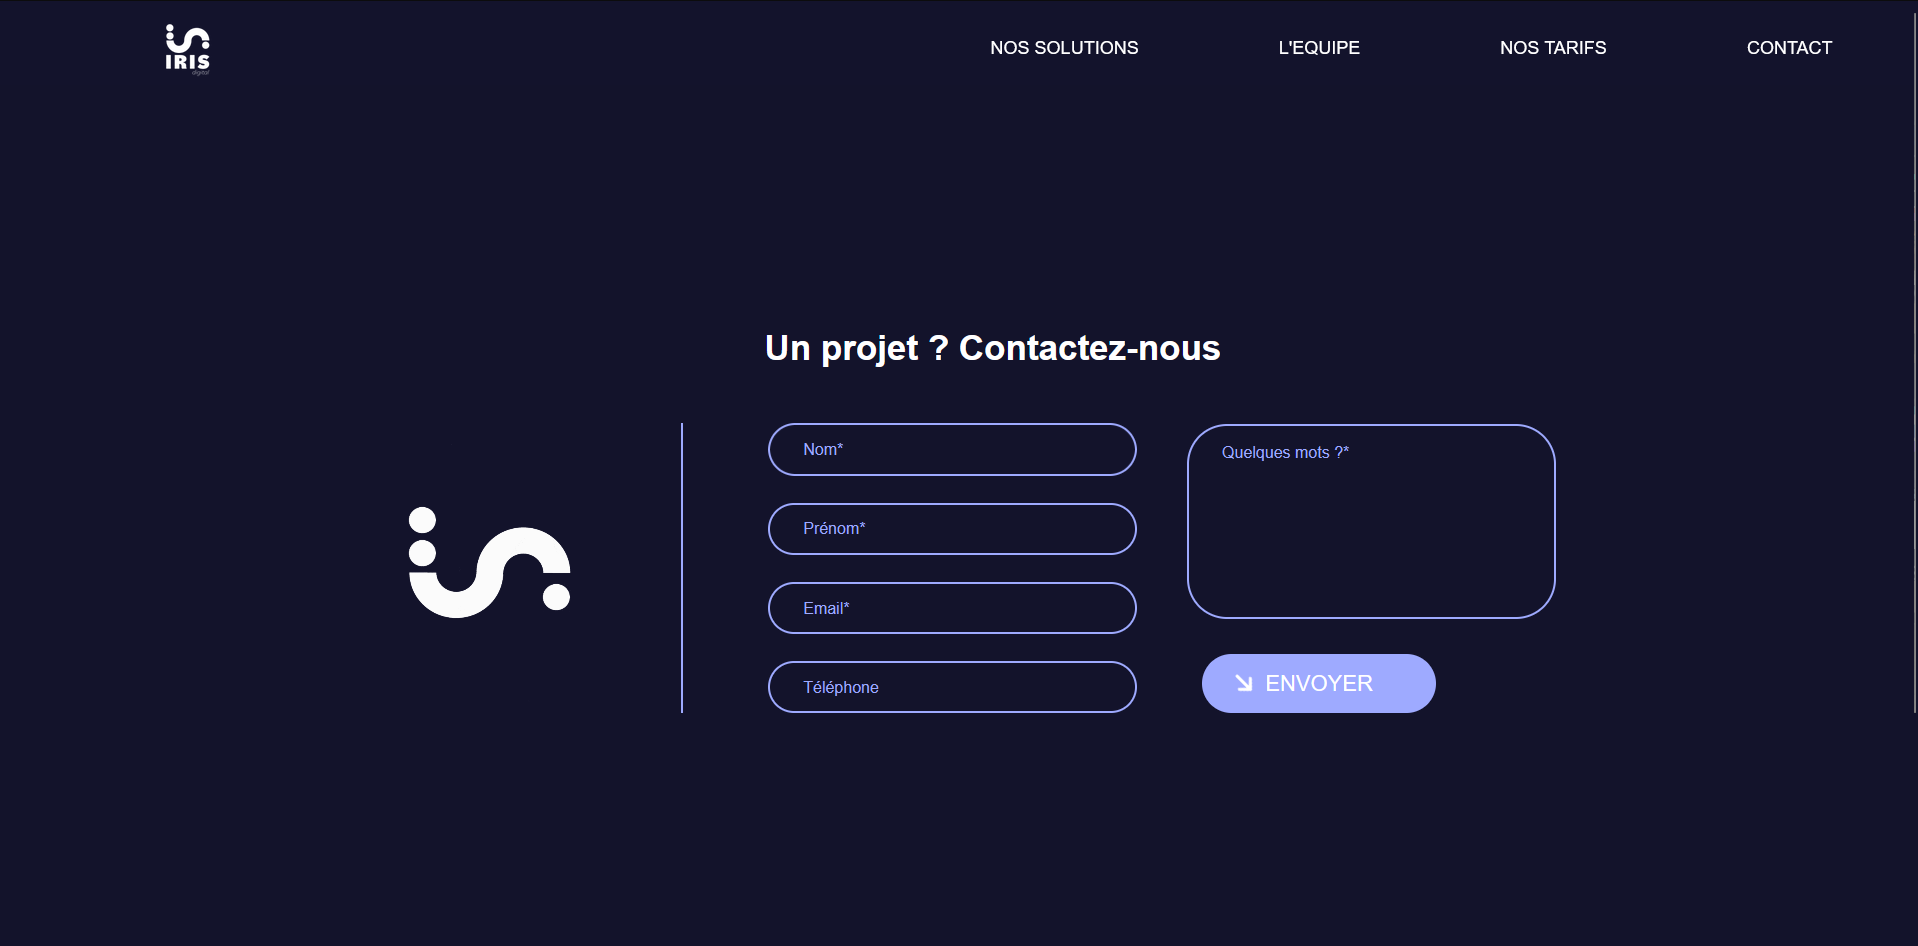 IRIS
digital
NOS SOLUTIONS
L'EQUIPE
NOS TARIFS
CONTACT
Un projet ? Contactez-nous
Nom*
Prénom*
Email*
Téléphone
Quelques mots ?*
ENVOYER